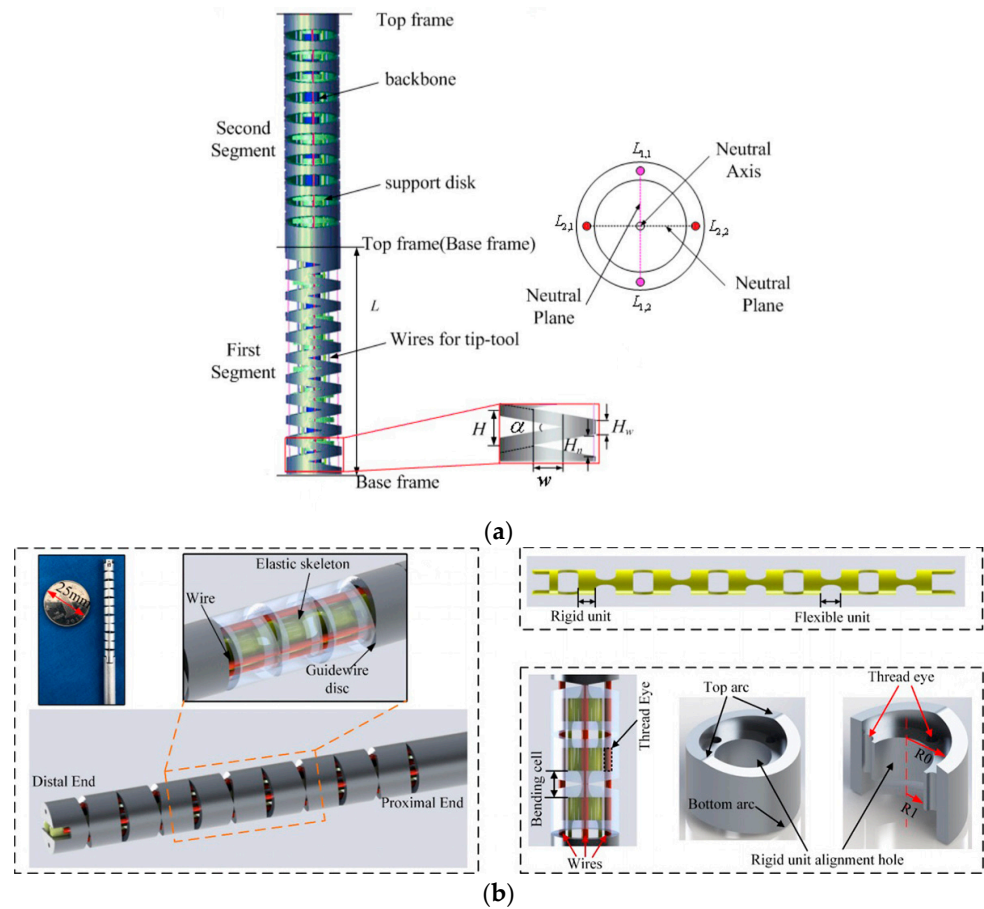 Top frame
backbone
Second
Segment
support disk
Top frame(Base frame)
L
Wires for tip-tool
First
Segment
Base frame
L1,1
Neutral
Axis
L2,1
L2,2
Neutral
Plane
L1,2
Neutral
Plane
H
α
Hn
Hw
w
(a)
25mm
Elastic skeleton
Wire
Guidewire
disc
Distal End
Proximal End
Rigid unit
Flexible unit
Bending cell
Thread Eye
Wires
Top arc
Bottom arc
Thread eye
R0
R1
Rigid unit alignment hole
(b)